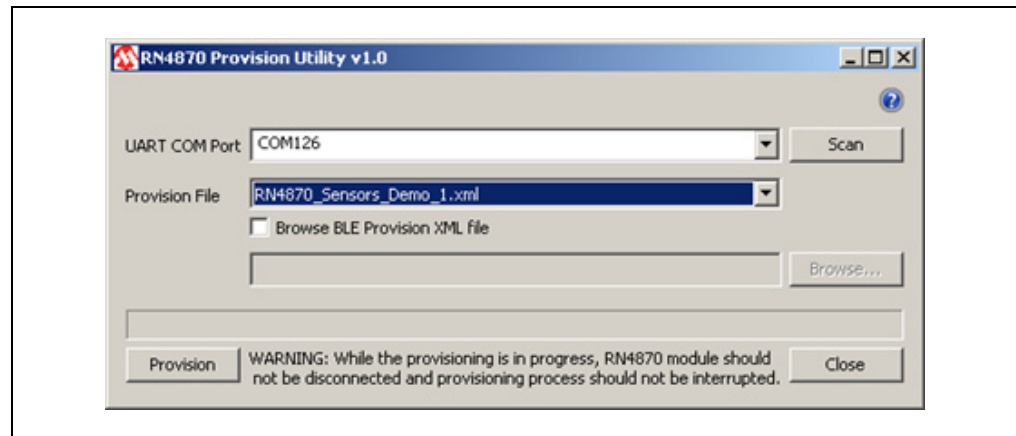 RN4870 Provision Utility v1.0
UART COM Port COM126 Scan
Provision File RN4870_Sensors_Demo_1.xml
Browse BLE Provision XML file
Browse...
Provision WARNING: While the provisioning is in progress, RN4870 module should Close
not be disconnected and provisioning process should not be interrupted.